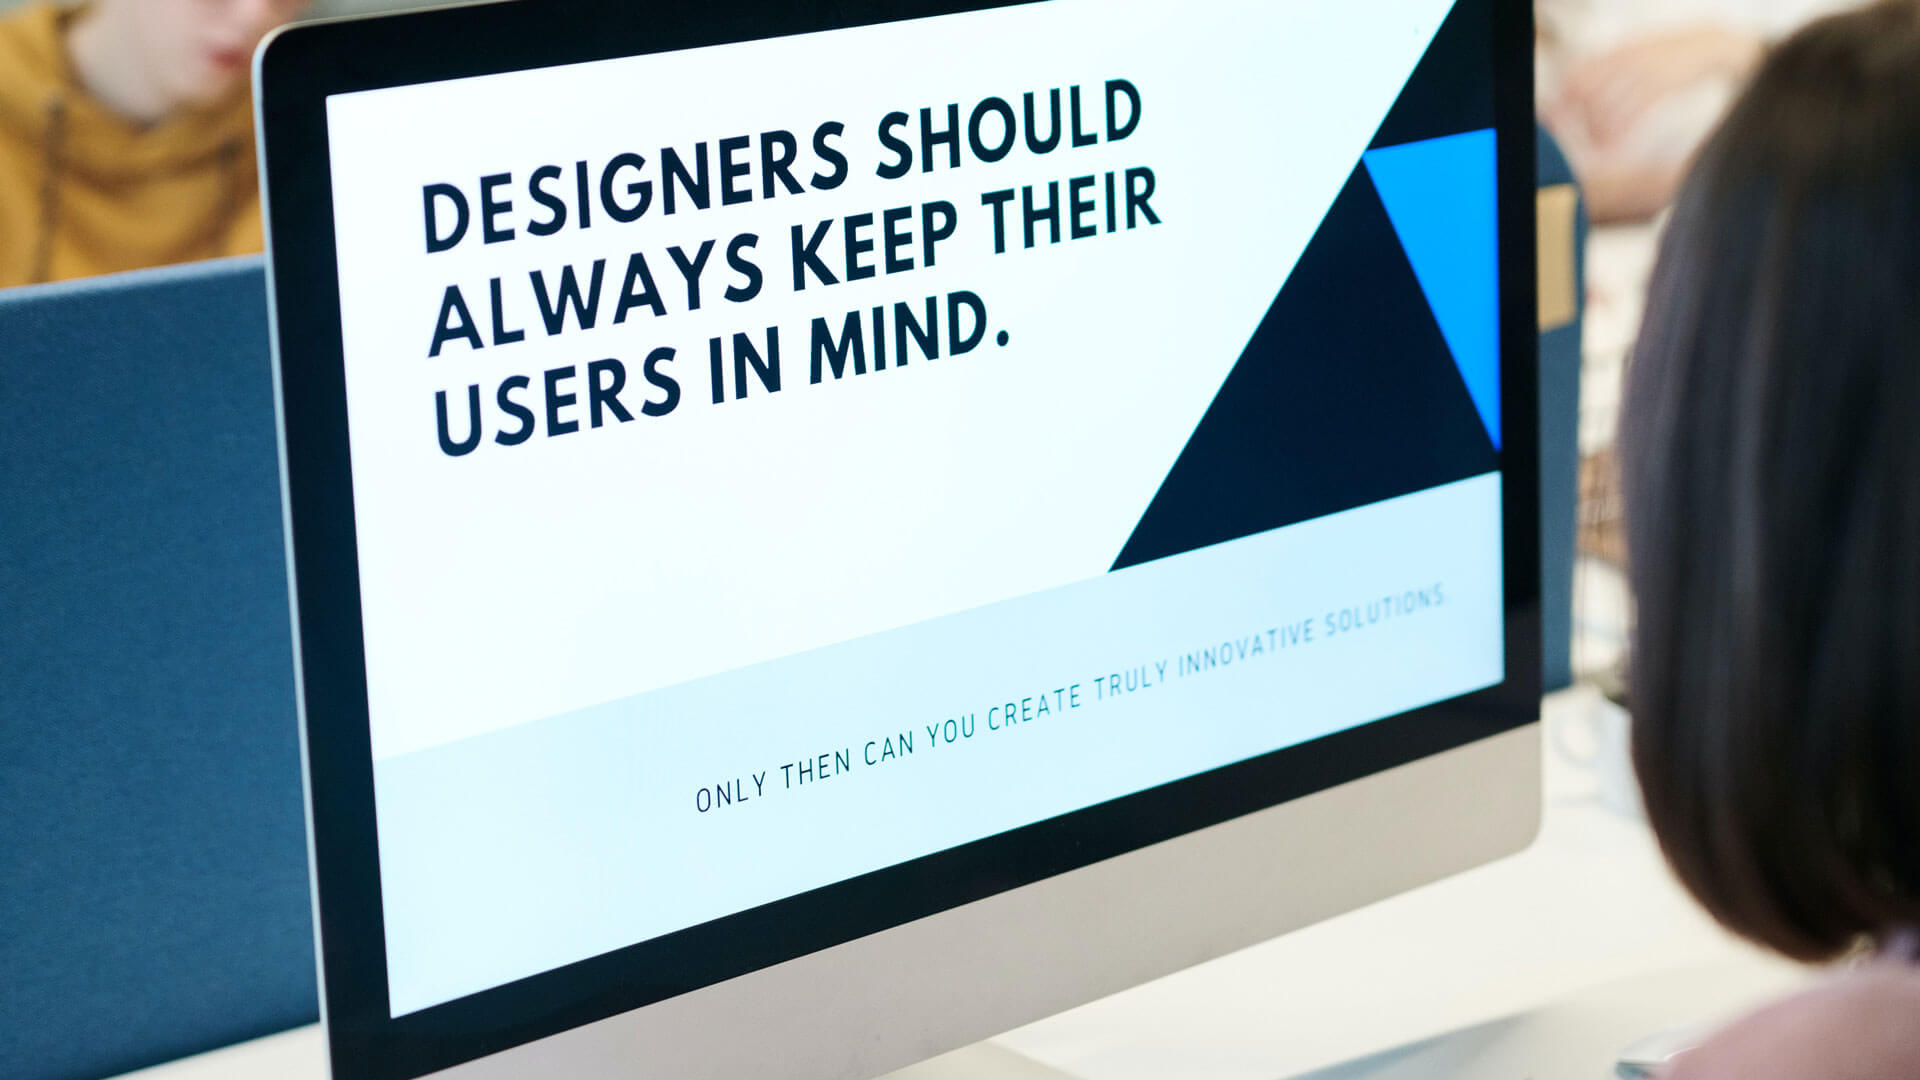 DESIGNERS SHOULD
ALWAYS KEEP THEIR
USERS IN MIND.
ONLY THEN CAN YOU CREATE TRULY INNOVATIVE SOLUTIONS.